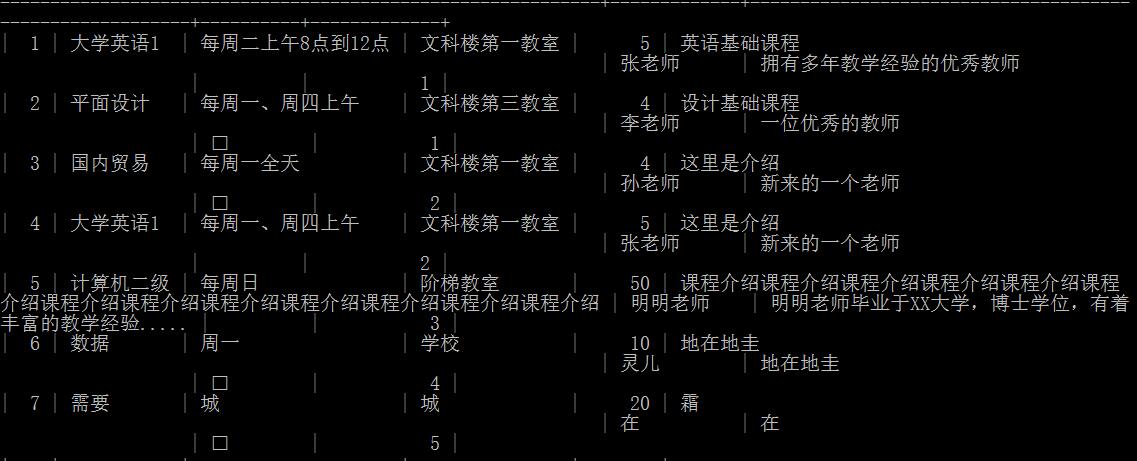 -------------------------------------------------------------+--------------+---------------------------------------
-------------------+----------+-------------+
| 1 | 大学英语1 | 每周二上午8点到12点 | 文科楼第一教室 | 5 | 英语基础课程
| 张老师 | 拥有多年教学经验的优秀教师
| | 1 |
| 2 | 平面设计 | 每周一、周四上午 | 文科楼第三教室 | 4 | 设计基础课程
| 李老师 | 一位优秀的教师
| □ | 1 |
| 3 | 国内贸易 | 每周一全天 | 文科楼第一教室 | 4 | 这里是介绍
| 孙老师 | 新来的一个老师
| □ | 2 |
| 4 | 大学英语1 | 每周一、周四上午 | 文科楼第一教室 | 5 | 这里是介绍
| 张老师 | 新来的一个老师
| | 2 |
| 5 | 计算机二级 | 每周日 | 阶梯教室 | 50 | 课程介绍课程介绍课程介绍课程介绍课程介绍课程
介绍课程介绍课程介绍课程介绍课程介绍课程介绍课程介绍课程介绍 | 明明老师 | 明明老师毕业于XX大学，博士学位，有着
丰富的教学经验..... | | 3 |
| 6 | 数据 | 周一 | 学校 | 10 | 地在地圭
| 灵儿 | 地在地圭
| □ | 4 |
| 7 | 需要 | 城 | 城 | 20 | 霜
| 在 | 在
| □ | 5 |